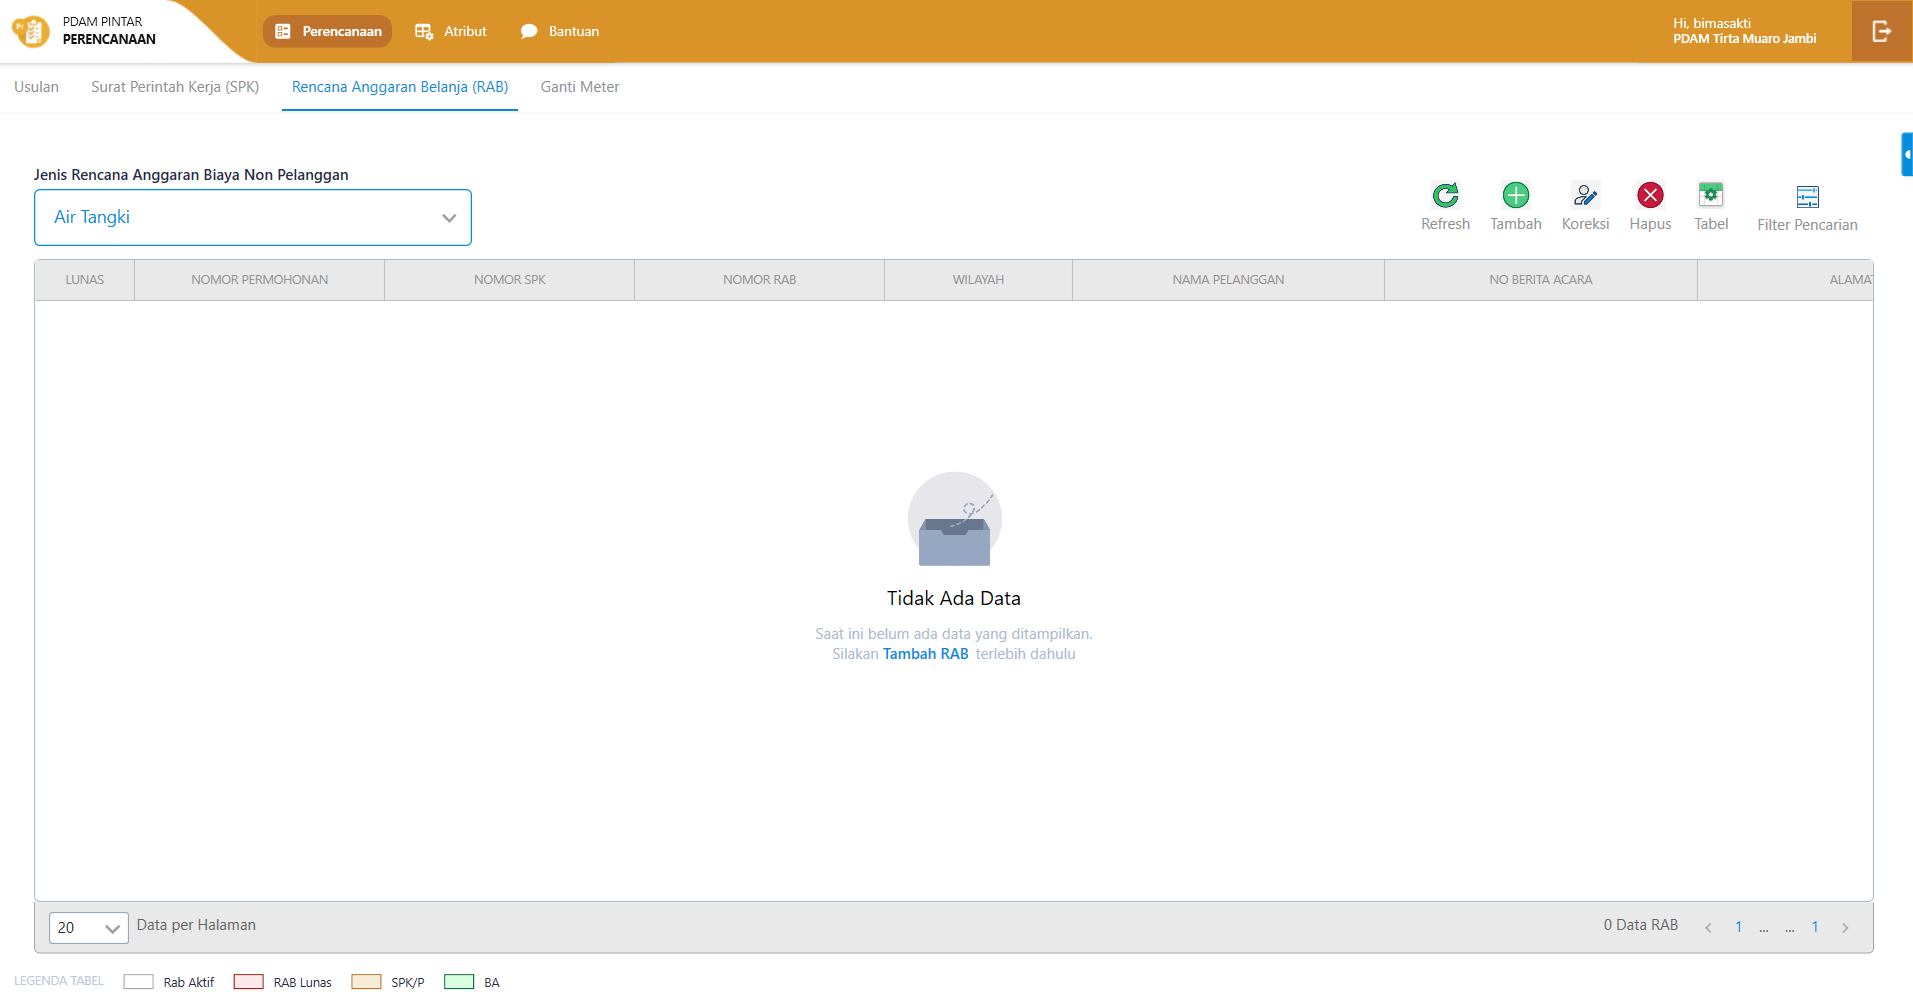 PDAM PINTAR
PERENCANAAN
Perencanaan
Atribut
Bantuan
Hi, bimasakti
PDAM Tirta Muaro Jambi
Usulan
Surat Perintah Kerja (SPK)
Rencana Anggaran Belanja (RAB)
Ganti Meter
Jenis Rencana Anggaran Biaya Non Pelanggan
Air Tangki
Refresh
Tambah
Koreksi
Hapus
Tabel
Filter Pencarian
LUNAS
NOMOR PERMOHONAN
NOMOR SPK
NOMOR RAB
WILAYAH
NAMA PELANGGAN
NO BERITA ACARA
ALAMAT
Tidak Ada Data
Saat ini belum ada data yang ditampilkan.
Silakan Tambah RAB terlebih dahulu
20
Data per Halaman
0 Data RAB
1 ... ... 1
LEGENDA TABEL
Rab Aktif
RAB Lunas
SPK/P
BA